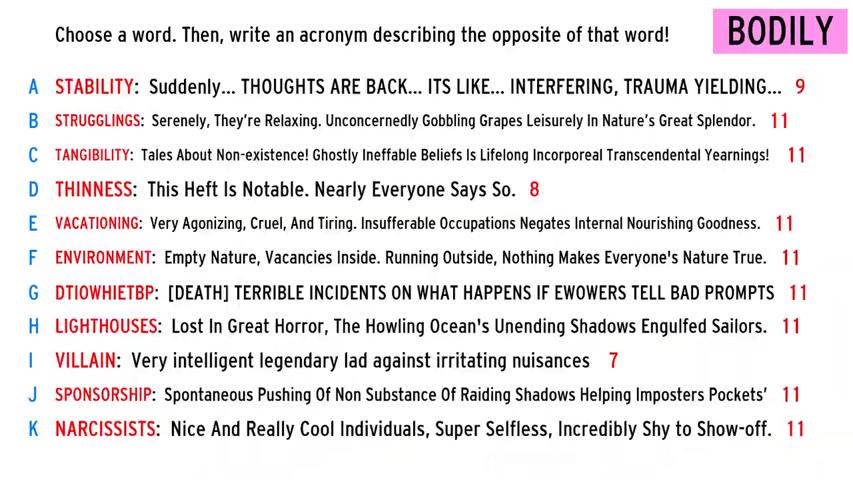 Choose a word. Then, write an acronym describing the opposite of that word!
BODILY
A STABILITY: Suddenly... THOUGHTS ARE BACK... ITS LIKE... INTERFERING, TRAUMA YIELDING... 9
B STRUGGLINGS: Serenely, They're Relaxing. Unconcernedly Gobbling Grapes Leisurely In Nature's Great Splendor. 11
C TANGIBILITY: Tales About Non-existence! Ghostly Ineffable Beliefs Is Lifelong Incorporeal Transcendental Yearnings! 11
D THINNESS: This Heft Is Notable. Nearly Everyone Says So. 8
E VACATIONING: Very Agonizing, Cruel, And Tiring. Insufferable Occupations Negates Internal Nourishing Goodness. 11
F ENVIRONMENT: Empty Nature, Vacancies Inside. Running Outside, Nothing Makes Everyone's Nature True. 11
G DTIOWHIETBP: [DEATH] TERRIBLE INCIDENTS ON WHAT HAPPENS IF EWOWERS TELL BAD PROMPTS 11
H LIGHTHOUSES: Lost In Great Horror, The Howling Ocean's Unending Shadows Engulfed Sailors. 11
I VILLAIN: Very intelligent legendary lad against irritating nuisances 7
J SPONSORSHIP: Spontaneous Pushing Of Non Substance Of Raiding Shadows Helping Imposters Pockets' 11
K NARCISSISTS: Nice And Really Cool Individuals, Super Selfless, Incredibly Shy to Show-off. 11